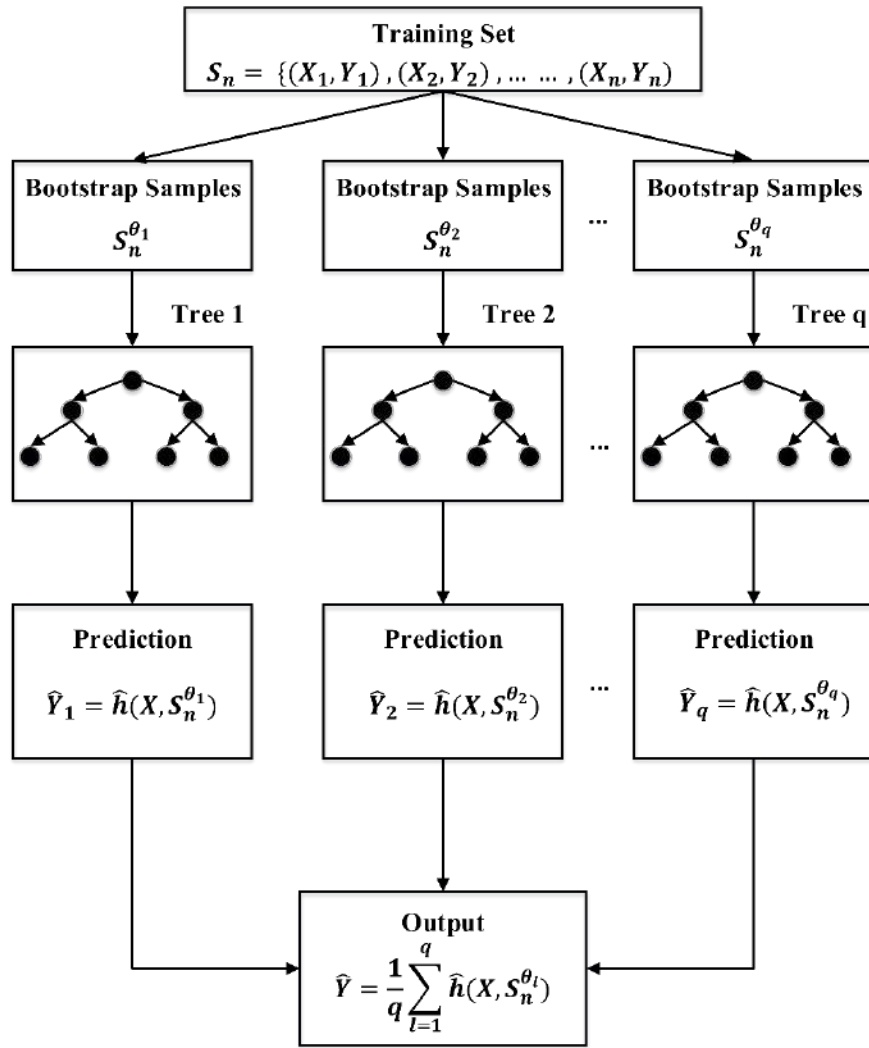 Training Set
Sₙ = {(X₁, Y₁) , (X₂, Y₂) , ... ... , (Xₙ, Yₙ)
Bootstrap Samples
Sₙ^θ₁
Bootstrap Samples
Sₙ^θ₂
...
Bootstrap Samples
Sₙ^θq
Tree 1
Tree 2
Tree q
...
Prediction
Ŷ₁ = ĥ(X, Sₙ^θ₁)
Prediction
Ŷ₂ = ĥ(X, Sₙ^θ₂)
...
Prediction
Ŷq = ĥ(X, Sₙ^θq)
Output
Ŷ = 1/q ∑_{l=1}^{q} ĥ(X, Sₙ^θₗ)